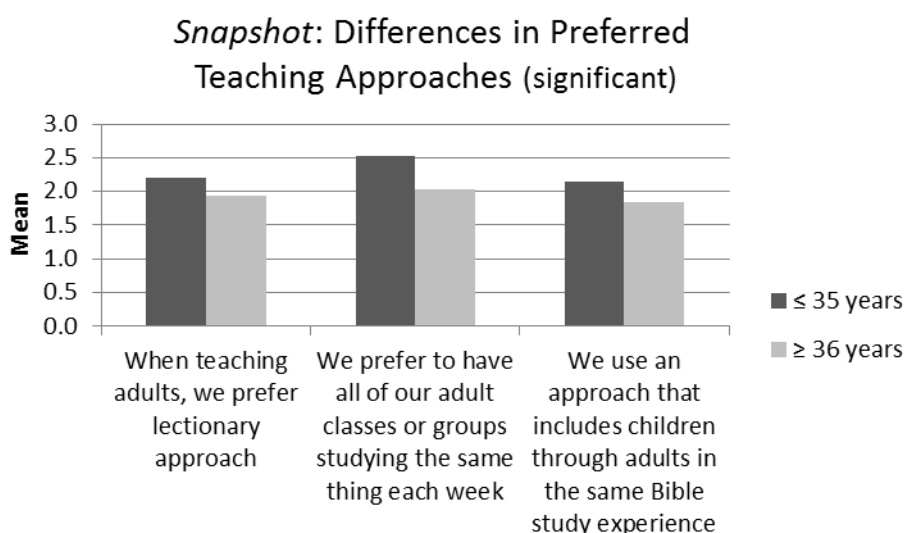 Snapshot: Differences in Preferred
Teaching Approaches (significant)
3.0
2.5
2.0
1.5
1.0
0.5
0.0
Mean
When teaching
adults, we prefer
lectionary
approach
We prefer to have
all of our adult
classes or groups
studying the same
thing each week
We use an
approach that
includes children
through adults in
the same Bible
study experience
≤ 35 years
≥ 36 years